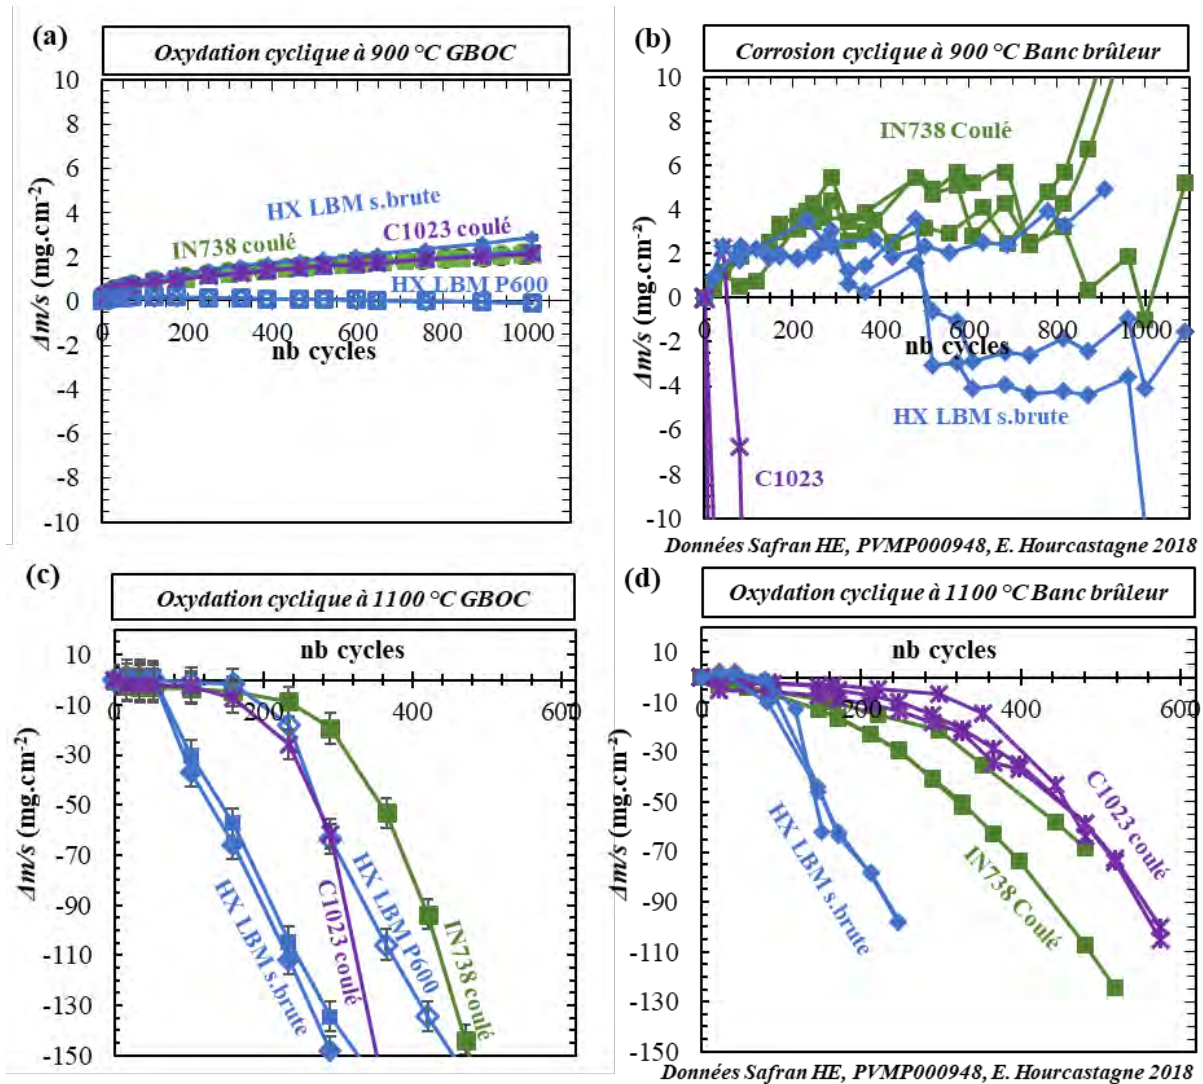 (a)
Oxydation cyclique à 900 °C GBOC
10
8
6
4
2
0
-2
-4
-6
-8
-10
Δm/s (mg.cm⁻²)
HX LBM s.brute
IN738 coulé
C1023 coulé
HX LBM P600
0 200 400 600 800 1000
nb cycles
(b)
Corrosion cyclique à 900 °C Banc brûleur
10
8
6
4
2
0
-2
-4
-6
-8
-10
Δm/s (mg.cm⁻²)
IN738 Coulé
0 200 400 600 800 1000
nb cycles
HX LBM s.brute
C1023
Données Safran HE, PVMP000948, E. Hourcastagne 2018
(c)
Oxydation cyclique à 1100 °C GBOC
nb cycles
10
-10
-30
-50
-70
-90
-110
-130
-150
Δm/s (mg.cm⁻²)
0 200 400 600
HX LBM s.brute
C1023 coulé
HX LBM P600
IN738 coulé
(d)
Oxydation cyclique à 1100 °C Banc brûleur
nb cycles
10
-10
-30
-50
-70
-90
-110
-130
-150
Δm/s (mg.cm⁻²)
0 200 400 600
HX LBM s.brute
IN738 Coulé
C1023 coulé
Données Safran HE, PVMP000948, E. Hourcastagne 2018